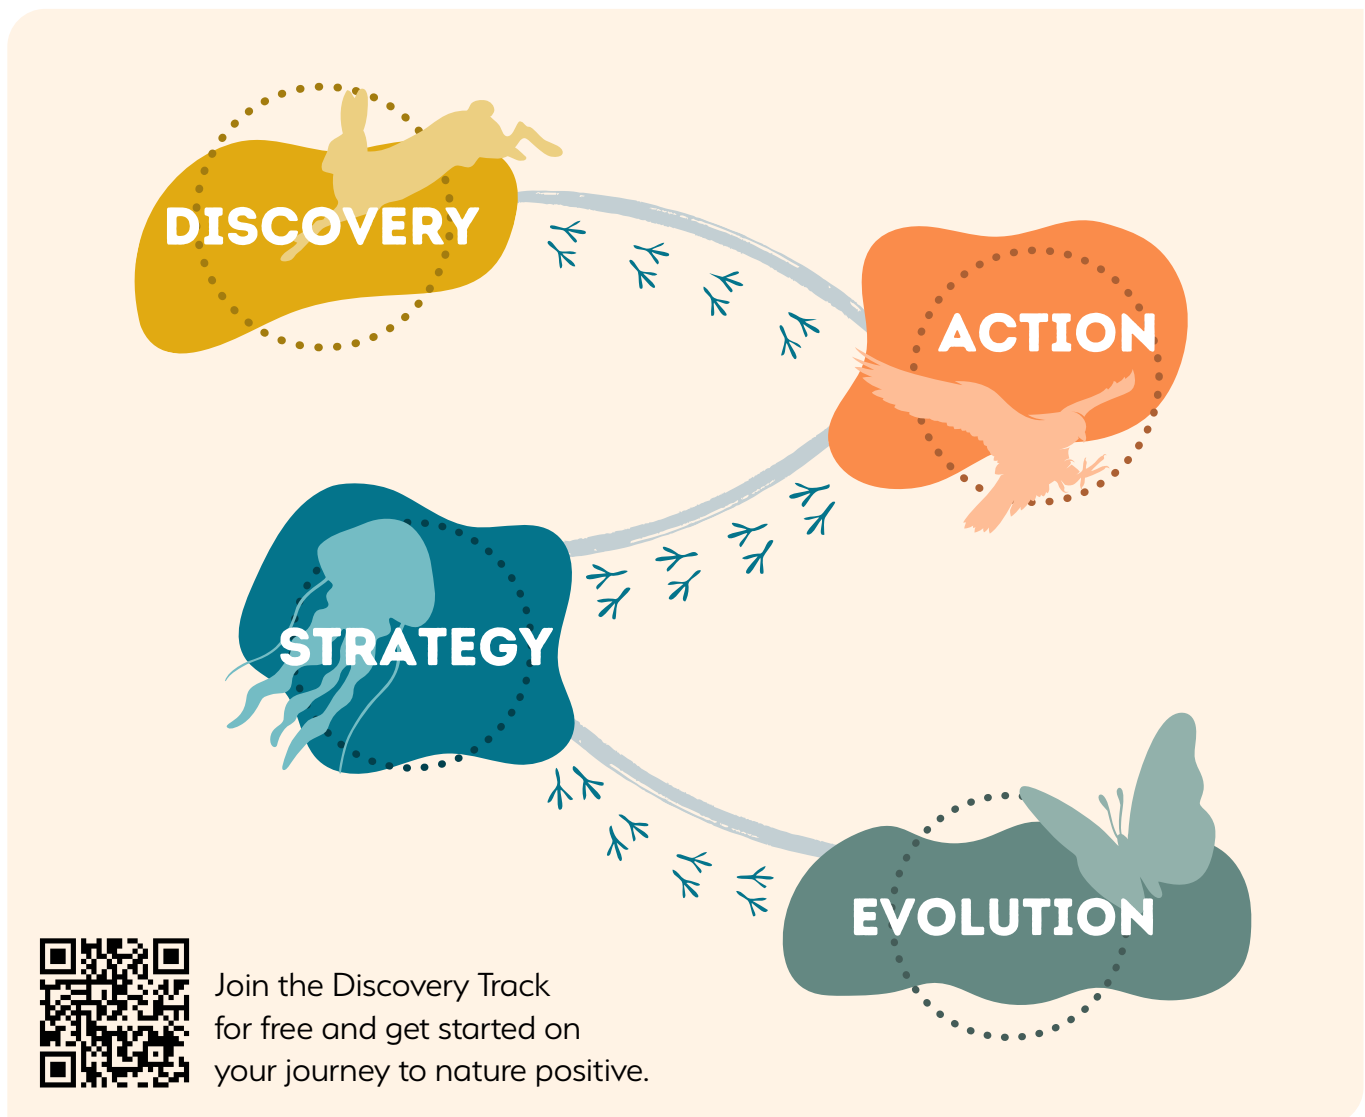 DISCOVERY
ACTION
STRATEGY
EVOLUTION
Join the Discovery Track
for free and get started on
your journey to nature positive.